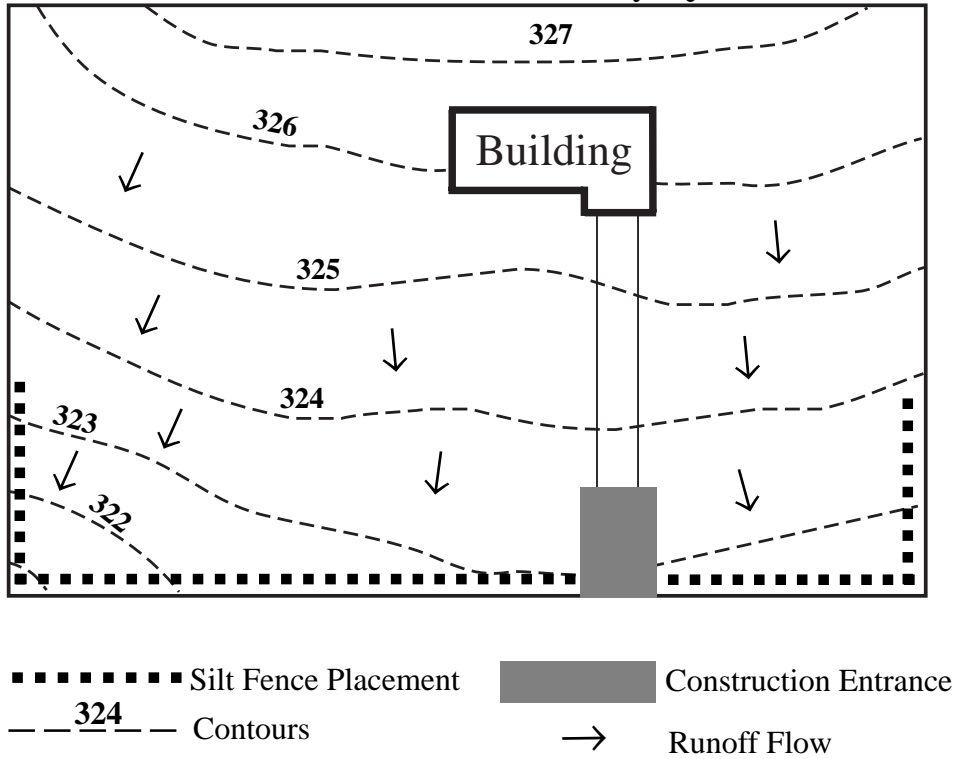 327
326
Building
325
324
323
322
Silt Fence Placement
Construction Entrance
324
Contours
Runoff Flow